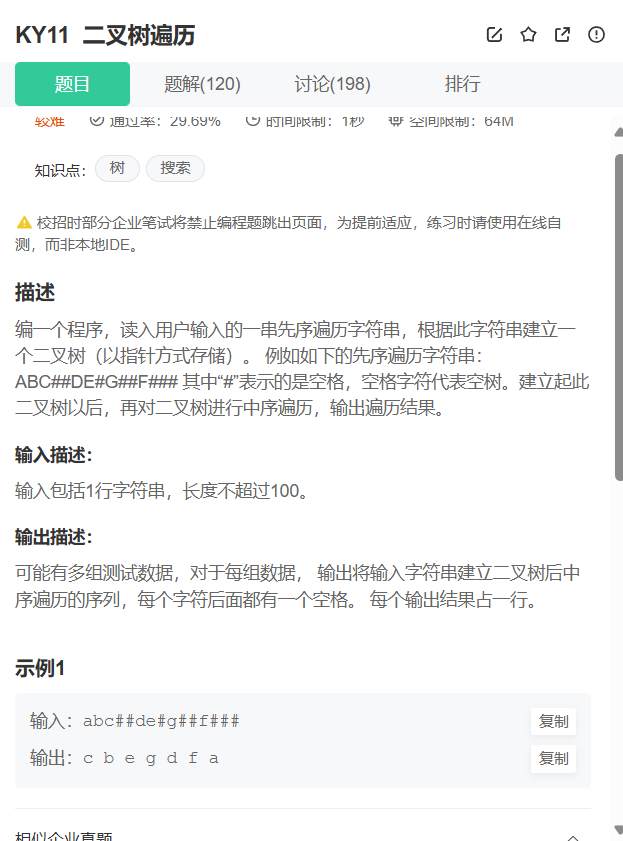 KY11 二叉树遍历
题目 题解(120) 讨论(198) 排行
较难 通过率：29.69% 时间限制：1秒 空间限制：64M
知识点： 树 搜索
校招时部分企业笔试将禁止编程题跳出页面，为提前适应，练习时请使用在线自
测，而非本地IDE。
描述
编一个程序，读入用户输入的一串先序遍历字符串，根据此字符串建立一
个二叉树（以指针方式存储）。 例如如下的先序遍历字符串：
ABC##DE#G##F### 其中“#”表示的是空格，空格字符代表空树。建立起此
二叉树以后，再对二叉树进行中序遍历，输出遍历结果。
输入描述：
输入包括1行字符串，长度不超过100。
输出描述：
可能有多组测试数据，对于每组数据， 输出将输入字符串建立二叉树后中
序遍历的序列，每个字符后面都有一个空格。 每个输出结果占一行。
示例1
输入：abc##de#g##f### 复制
输出：c b e g d f a 复制
相似企业真题